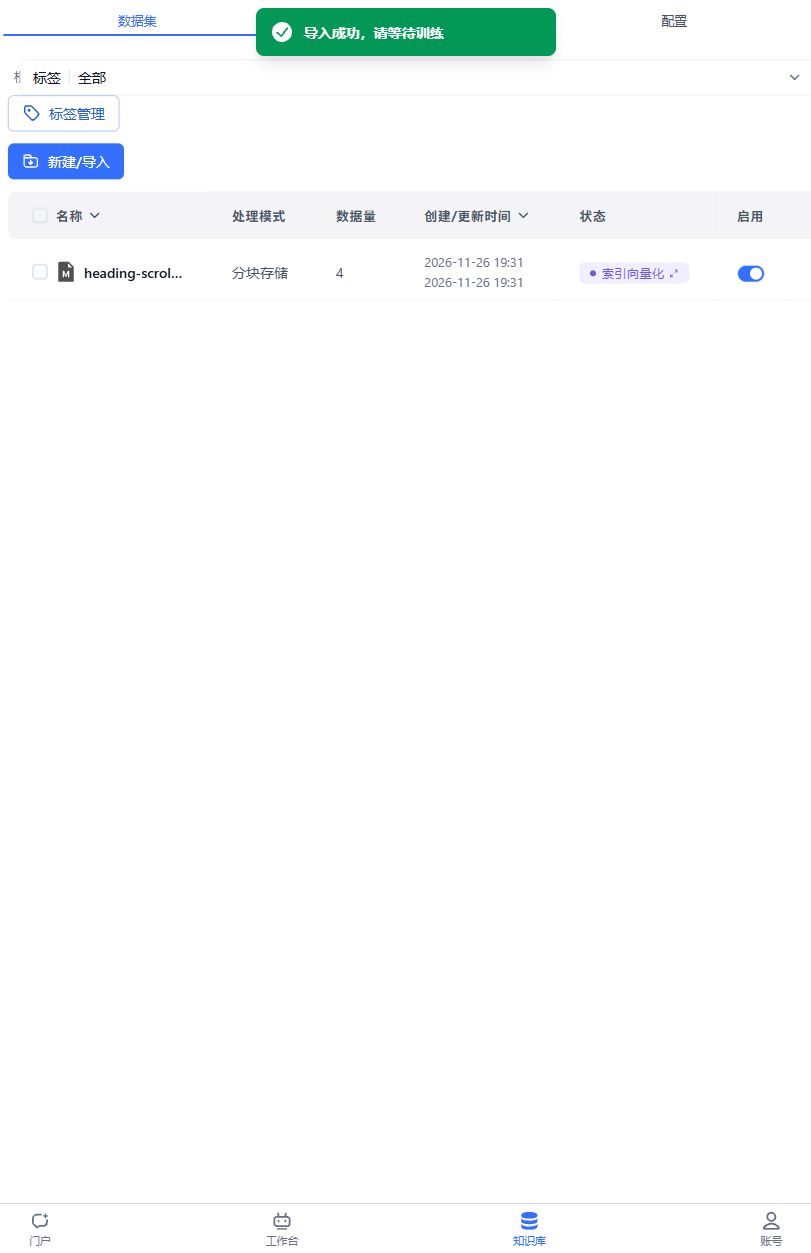 数据集
导入成功，请等待训练
配置
标签 全部
标签管理
新建/导入
名称 处理模式 数据量 创建/更新时间 状态 启用
heading-scrol... 分块存储 4 2026-11-26 19:31 索引向量化
2026-11-26 19:31
门户 工作台 知识库 账号